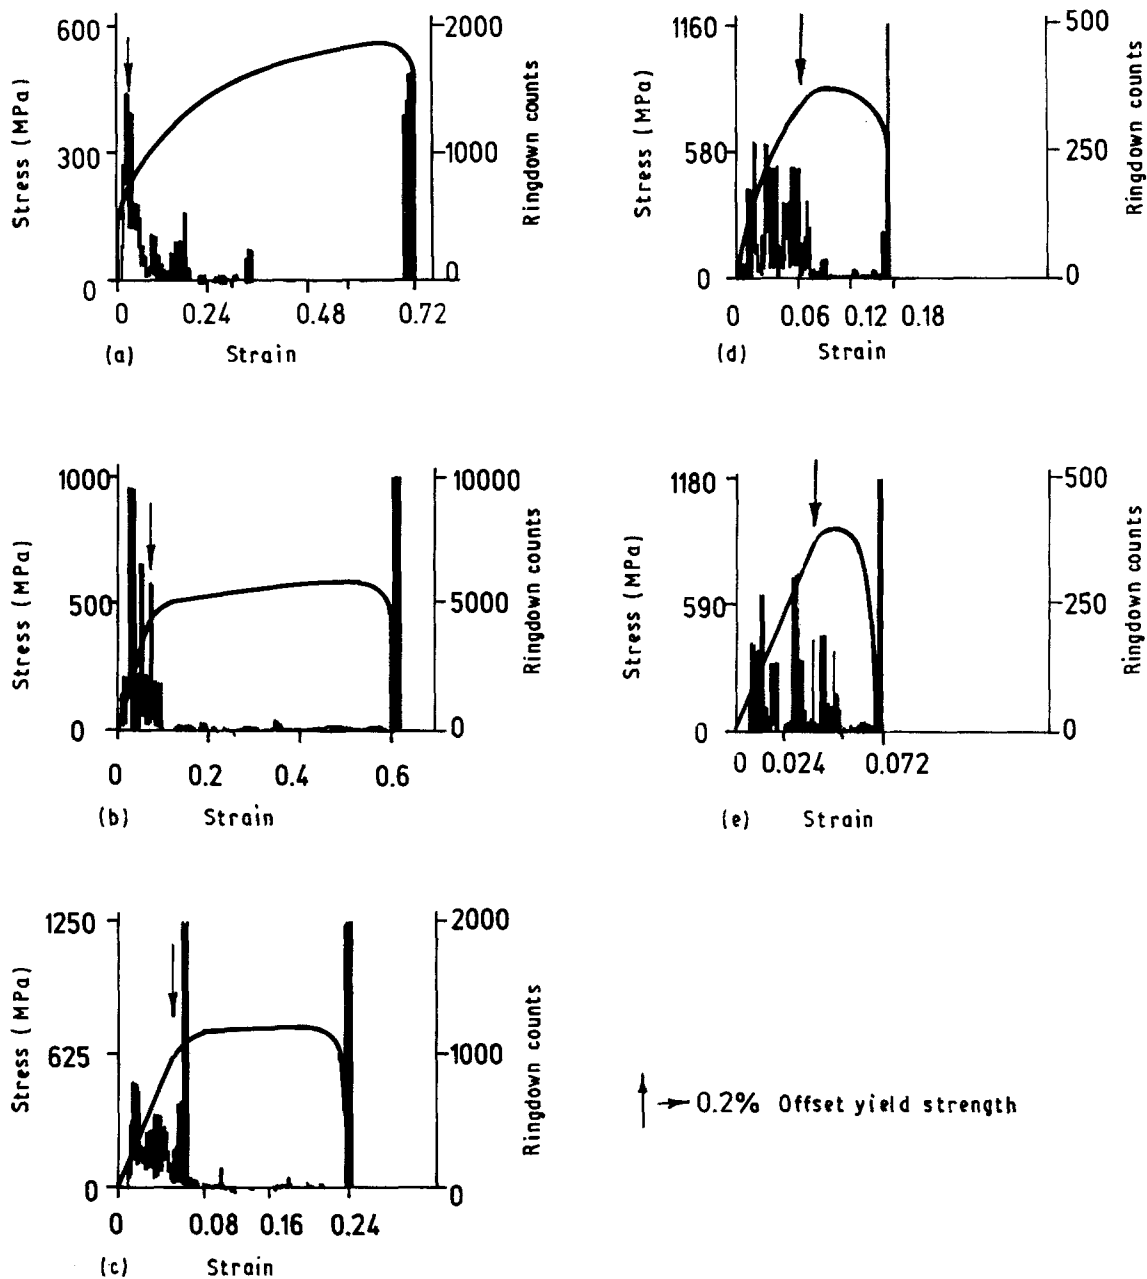 600
300
0
Stress (MPa)
2000
1000
0
Ringdown counts
0 0.24 0.48 0.72
(a) Strain
1160
580
0
Stress (MPa)
500
250
0
Ringdown counts
0 0.06 0.12 0.18
(d) Strain
1000
500
0
Stress (MPa)
10000
5000
0
Ringdown counts
0 0.2 0.4 0.6
(b) Strain
1180
590
0
Stress (MPa)
500
250
0
Ringdown counts
0 0.024 0.072
(e) Strain
1250
625
0
Stress (MPa)
2000
1000
0
Ringdown counts
0 0.08 0.16 0.24
(c) Strain
0.2% Offset yield strength